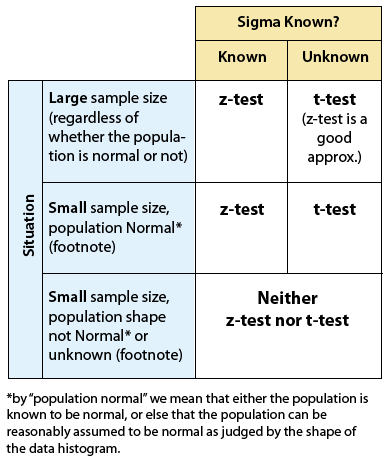 Sigma Known?
Known
Unknown
Situation
Large sample size
(regardless of
whether the popula-
tion is normal or not)
z-test
t-test
(z-test is a
good
approx.)
Small sample size,
population Normal*
(footnote)
z-test
t-test
Small sample size,
population shape
not Normal* or
unknown (footnote)
Neither
z-test nor t-test
*by “population normal” we mean that either the population is
known to be normal, or else that the population can be
reasonably assumed to be normal as judged by the shape of
the data histogram.